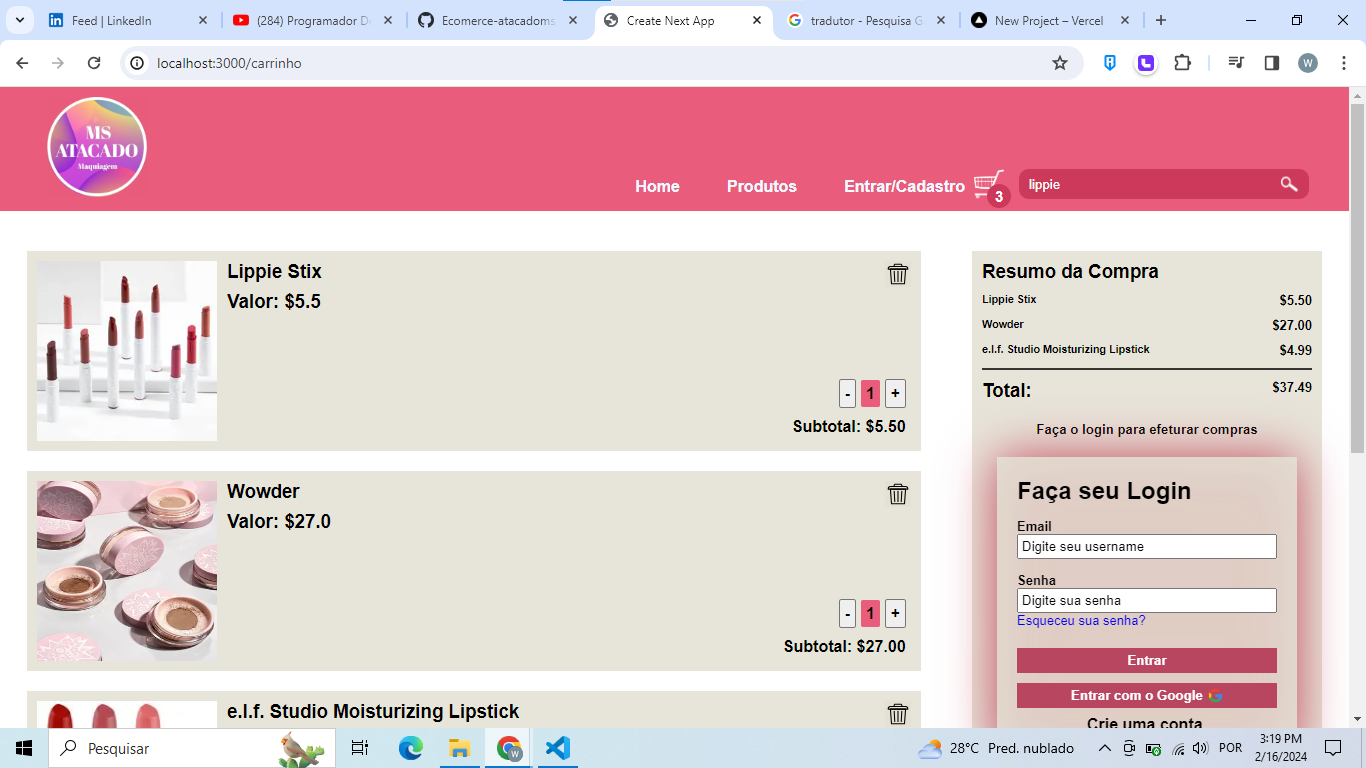 Feed | LinkedIn
(284) Programador De
Ecomerce-atacadoms
Create Next App
tradutor - Pesquisa G
New Project – Vercel
localhost:3000/carrinho
W
MS
ATACADO
Maquiagem
Home
Produtos
Entrar/Cadastro
3
lippie
Lippie Stix
Valor: $5.5
- 1 +
Subtotal: $5.50
Wowder
Valor: $27.0
- 1 +
Subtotal: $27.00
e.l.f. Studio Moisturizing Lipstick
Resumo da Compra
Lippie Stix $5.50
Wowder $27.00
e.l.f. Studio Moisturizing Lipstick $4.99
Total: $37.49
Faça o login para efeturar compras
Faça seu Login
Email
Digite seu username
Senha
Digite sua senha
Esqueceu sua senha?
Entrar
Entrar com o Google
Crie uma conta
Pesquisar
W
28°C Pred. nublado
POR
3:19 PM
2/16/2024